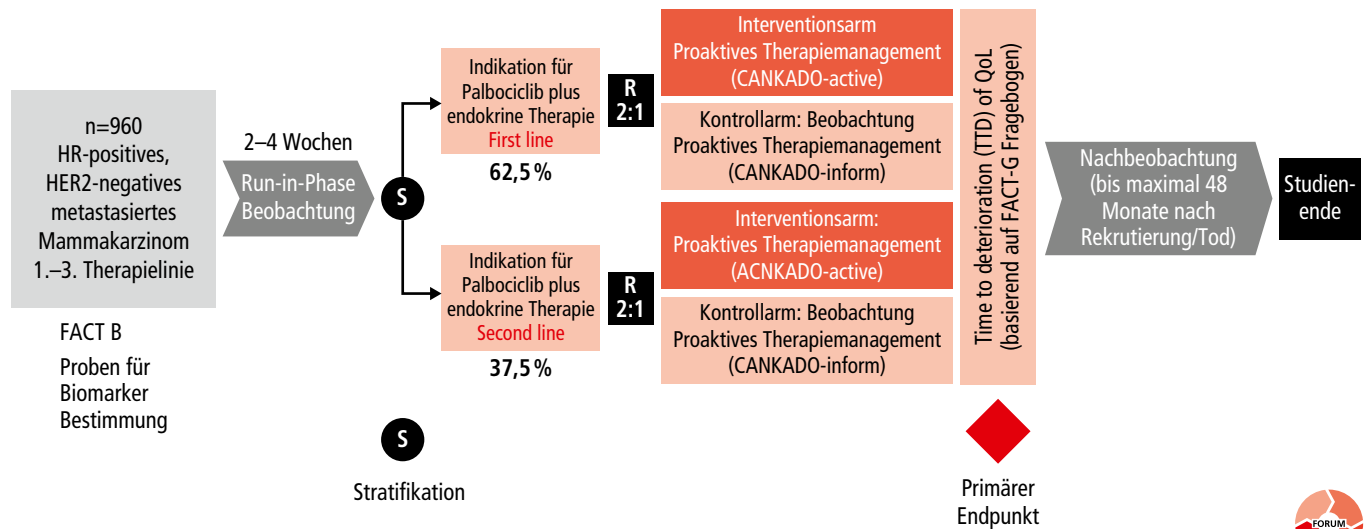 n=960
HR-positives,
HER2-negatives
metastasiertes
Mammakarzinom
1.–3. Therapielinie
FACT B
Proben für
Biomarker
Bestimmung
2–4 Wochen
Run-in-Phase
Beobachtung
S
Indikation für
Palbociclib plus
endokrine Therapie
First line
62,5 %
R
2:1
Interventionsarm
Proaktives Therapiemanagement
(CANKADO-active)
Kontrollarm: Beobachtung
Proaktives Therapiemanagement
(CANKADO-inform)
Indikation für
Palbociclib plus
endokrine Therapie
Second line
37,5 %
R
2:1
Interventionsarm:
Proaktives Therapiemanagement
(ACNKADO-active)
Kontrollarm: Beobachtung
Proaktives Therapiemanagement
(CANKADO-inform)
Time to deterioration (TTD) of QoL
(basierend auf FACT-G Fragebogen)
Nachbeobachtung
(bis maximal 48
Monate nach
Rekrutierung/Tod)
Studien-
ende
S
Stratifikation
Primärer
Endpunkt
FORUM